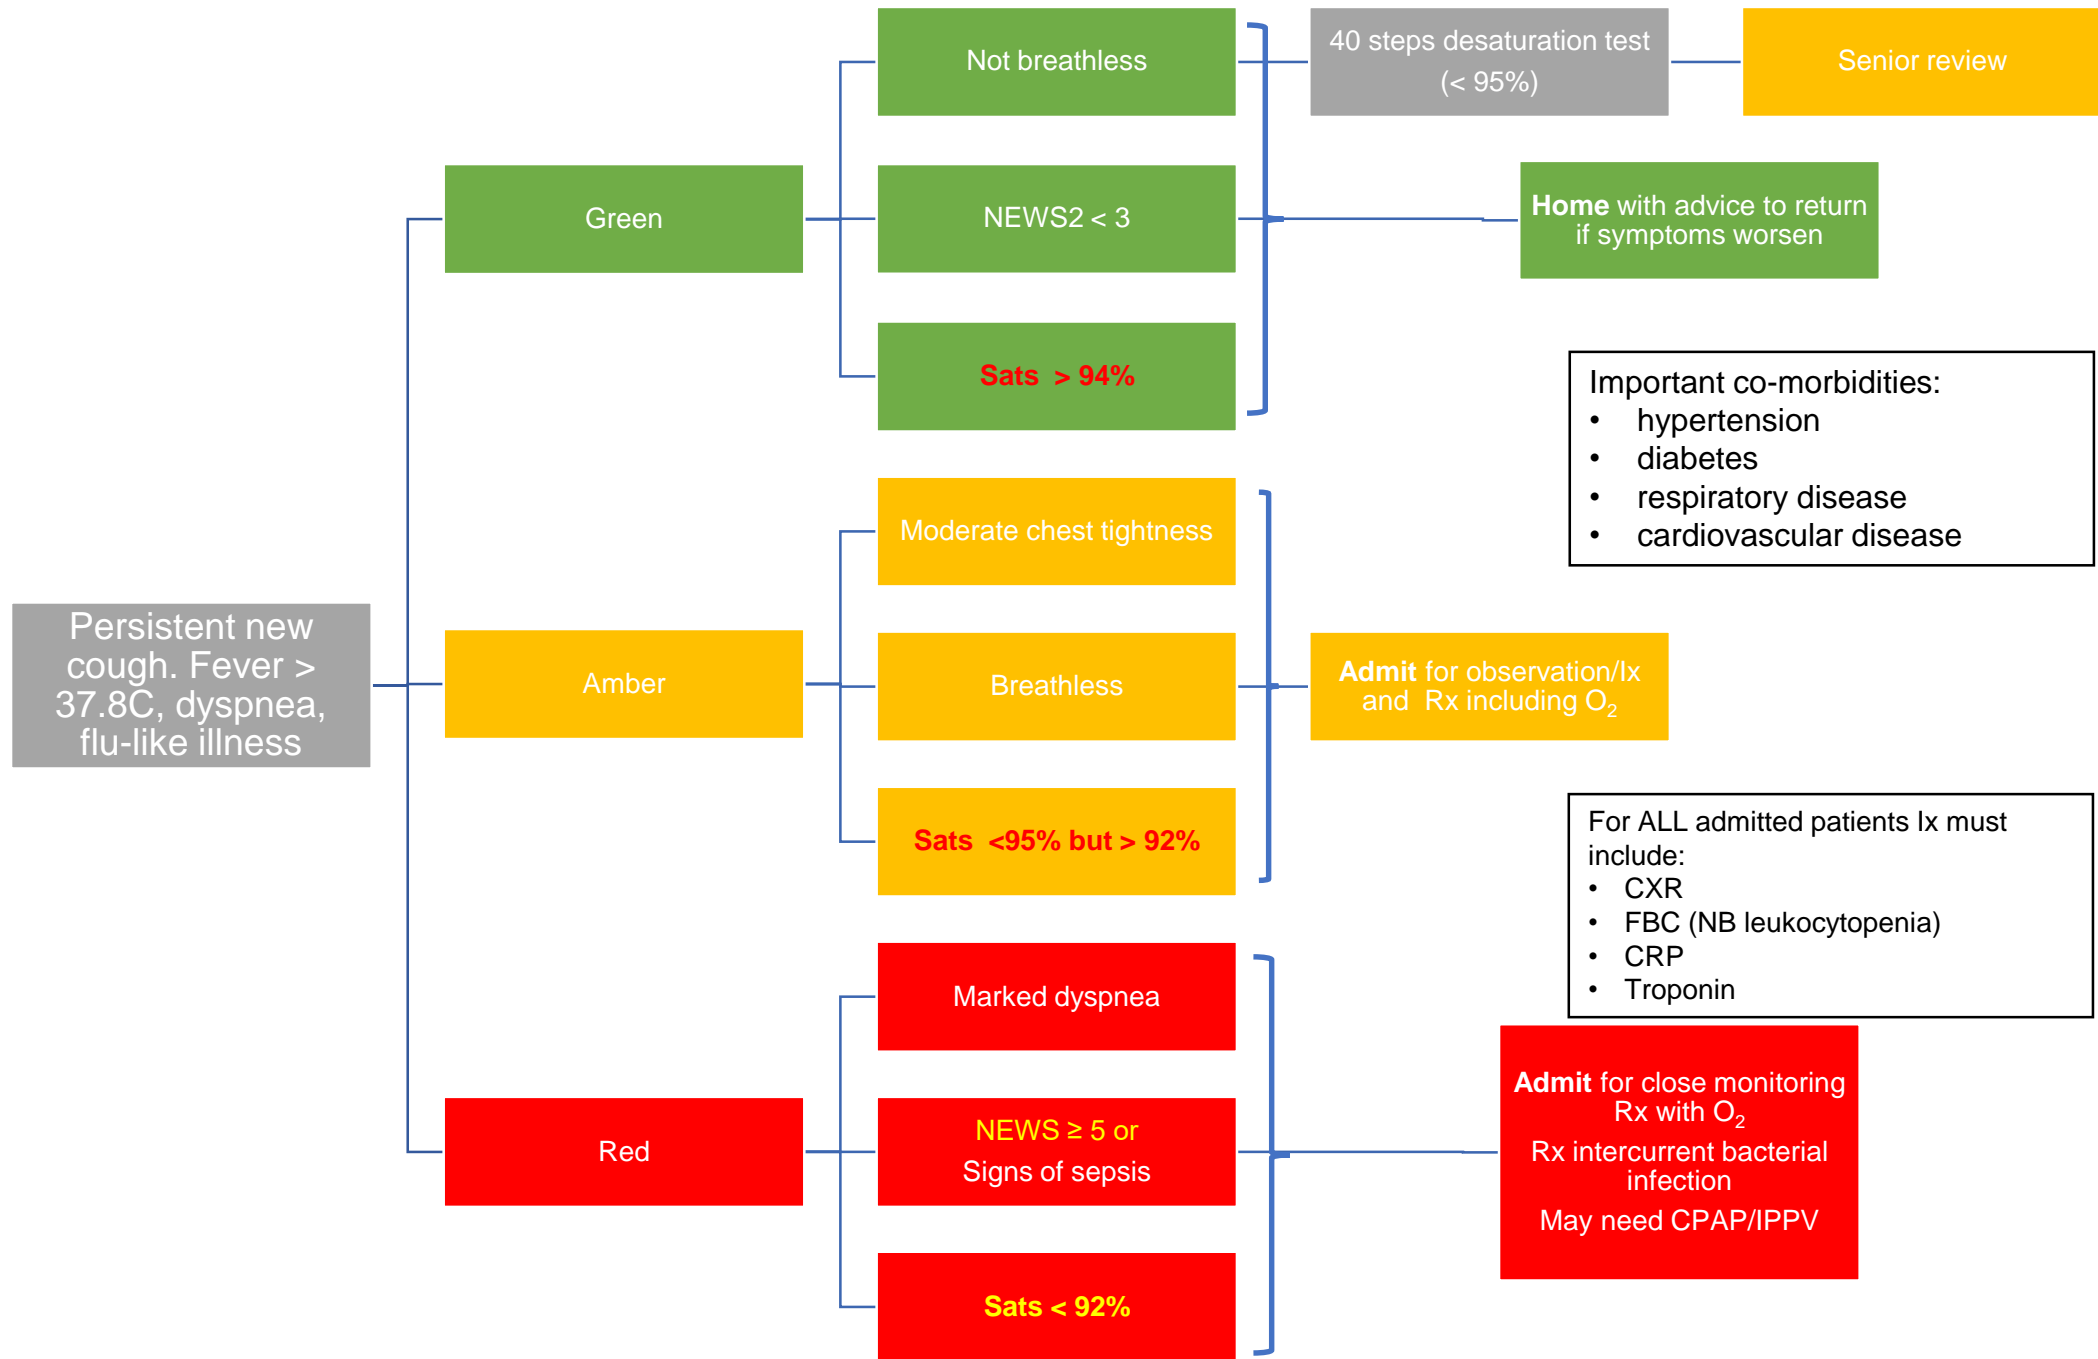 Persistent new
cough. Fever >
37.8C, dyspnea,
flu-like illness
Green
Not breathless
40 steps desaturation test
(< 95%)
Senior review
NEWS2 < 3
Home with advice to return
if symptoms worsen
Sats  > 94%
Important co-morbidities:
• hypertension
• diabetes
• respiratory disease
• cardiovascular disease
Amber
Moderate chest tightness
Breathless
Admit for observation/Ix
and  Rx including O₂
Sats  <95% but > 92%
For ALL admitted patients Ix must
include:
• CXR
• FBC (NB leukocytopenia)
• CRP
• Troponin
Red
Marked dyspnea
NEWS ≥ 5 or
Signs of sepsis
Sats < 92%
Admit for close monitoring
Rx with O₂
Rx intercurrent bacterial
infection
May need CPAP/IPPV